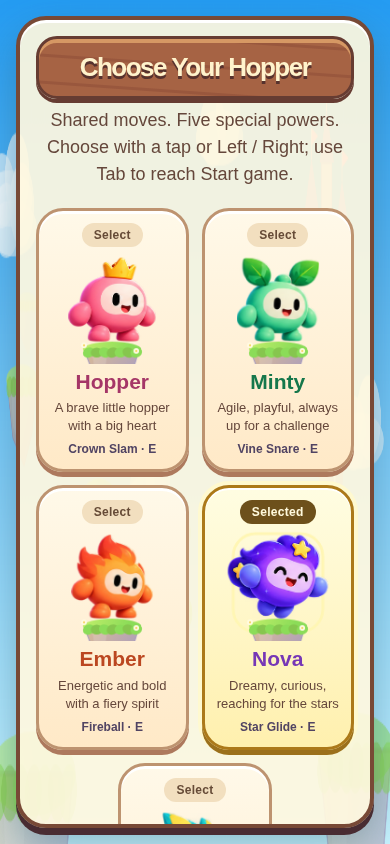 Choose Your Hopper
Shared moves. Five special powers.
Choose with a tap or Left / Right; use
Tab to reach Start game.
Select
Hopper
A brave little hopper
with a big heart
Crown Slam · E
Select
Minty
Agile, playful, always
up for a challenge
Vine Snare · E
Select
Ember
Energetic and bold
with a fiery spirit
Fireball · E
Selected
Nova
Dreamy, curious,
reaching for the stars
Star Glide · E
Select